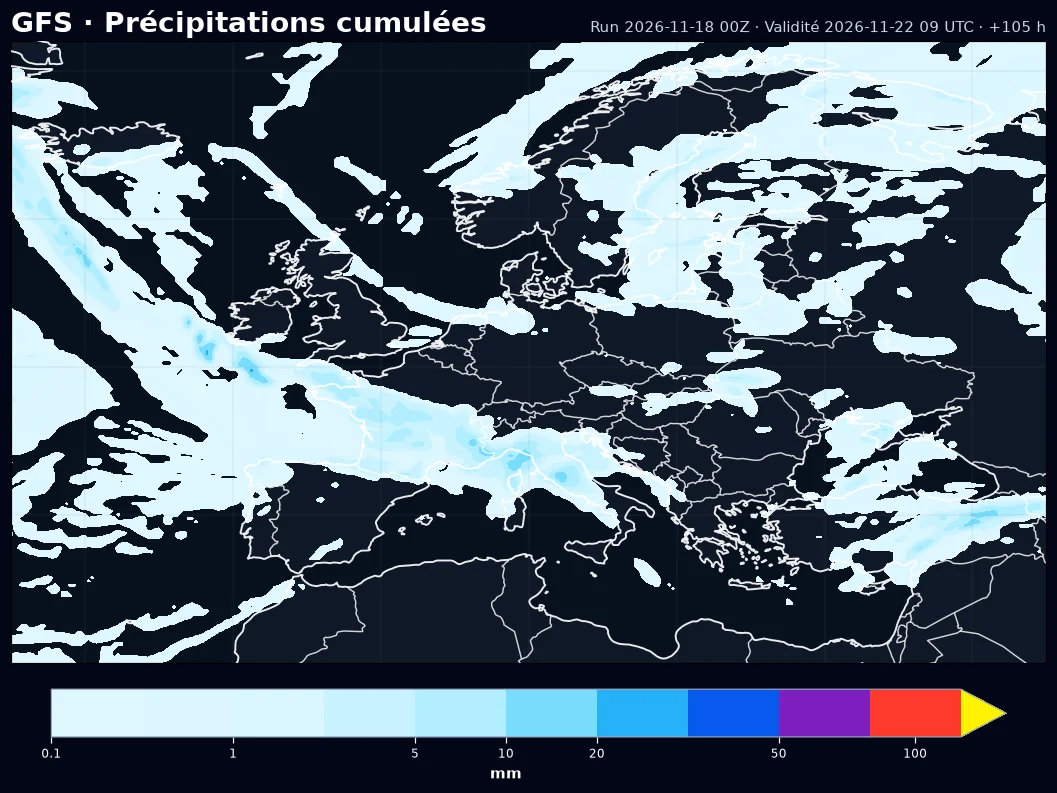 GFS · Précipitations cumulées
Run 2026-11-18 00Z · Validité 2026-11-22 09 UTC · +105 h
0.1 1 5 10 20 50 100
mm